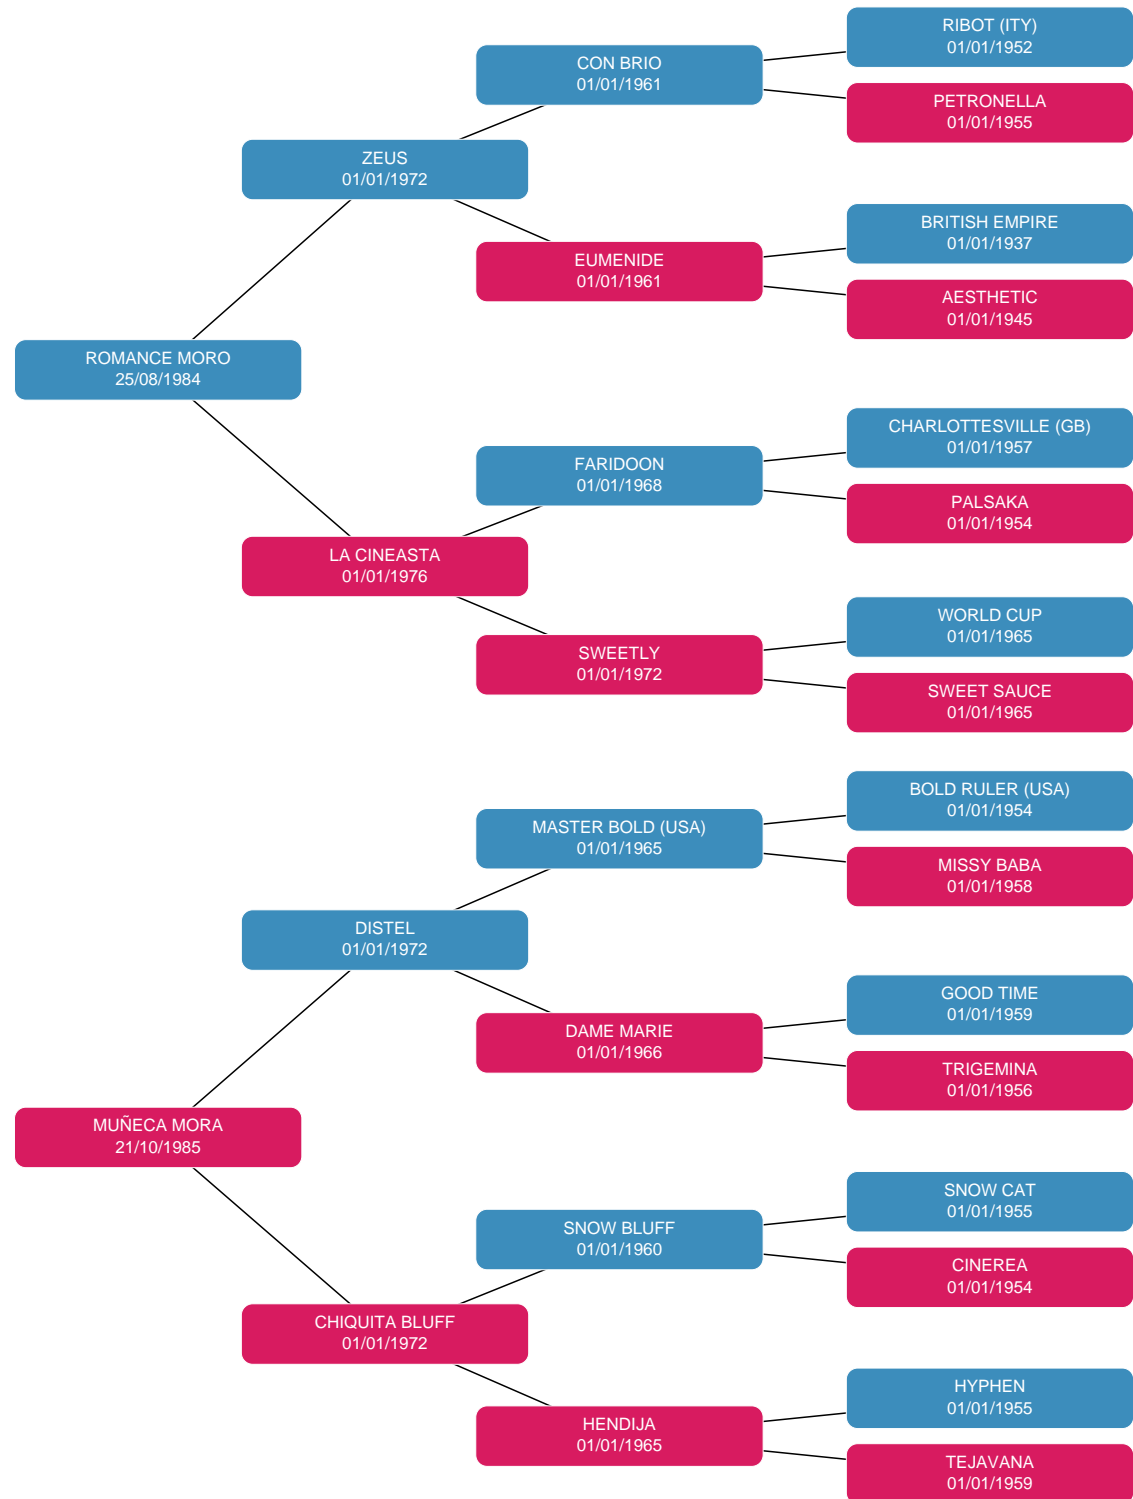 RIBOT (ITY)
01/01/1952
CON BRIO
01/01/1961
PETRONELLA
01/01/1955
ZEUS
01/01/1972
BRITISH EMPIRE
01/01/1937
EUMENIDE
01/01/1961
AESTHETIC
01/01/1945
ROMANCE MORO
25/08/1984
CHARLOTTESVILLE (GB)
01/01/1957
FARIDOON
01/01/1968
PALSAKA
01/01/1954
LA CINEASTA
01/01/1976
WORLD CUP
01/01/1965
SWEETLY
01/01/1972
SWEET SAUCE
01/01/1965
BOLD RULER (USA)
01/01/1954
MASTER BOLD (USA)
01/01/1965
MISSY BABA
01/01/1958
DISTEL
01/01/1972
GOOD TIME
01/01/1959
DAME MARIE
01/01/1966
TRIGEMINA
01/01/1956
MUÑECA MORA
21/10/1985
SNOW CAT
01/01/1955
SNOW BLUFF
01/01/1960
CINEREA
01/01/1954
CHIQUITA BLUFF
01/01/1972
HYPHEN
01/01/1955
HENDIJA
01/01/1965
TEJAVANA
01/01/1959